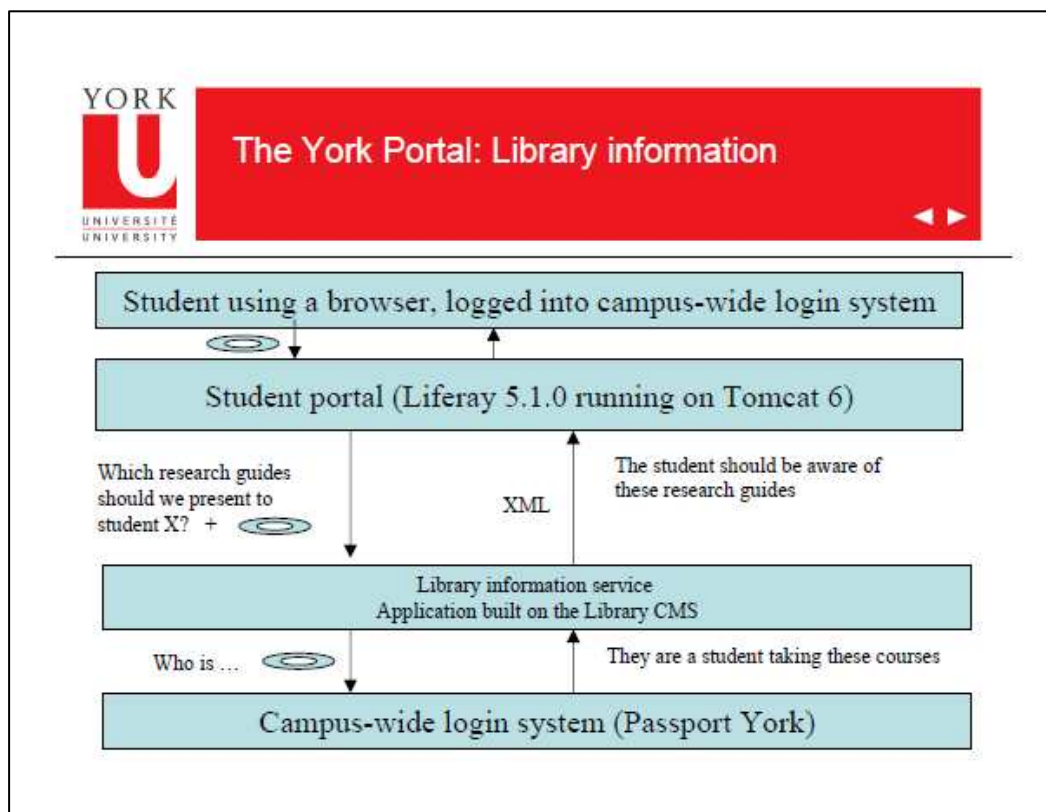 YORK
U
UNIVERSITÉ
UNIVERSITY
The York Portal: Library information
Student using a browser, logged into campus-wide login system
Student portal (Liferay 5.1.0 running on Tomcat 6)
Which research guides
should we present to
student X? +
XML
The student should be aware of
these research guides
Library information service
Application built on the Library CMS
Who is ...
They are a student taking these courses
Campus-wide login system (Passport York)